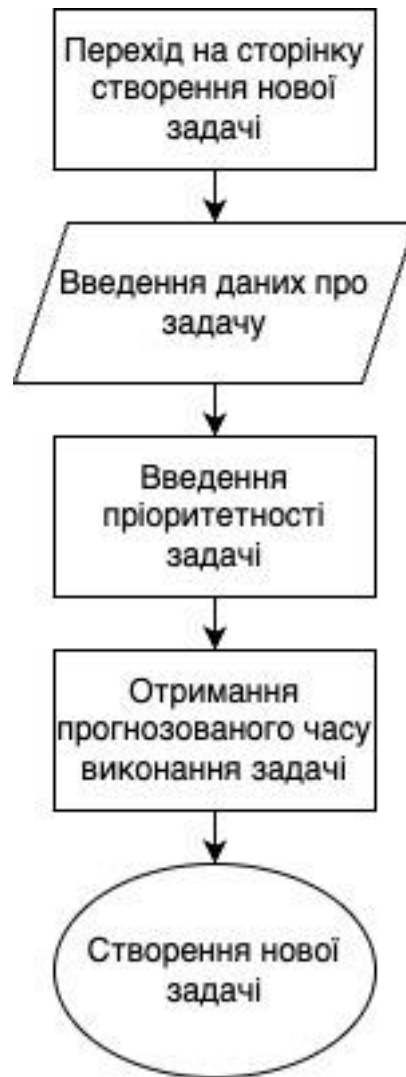 Перехід на сторінку
створення нової
задачі
Введення даних про
задачу
Введення
пріоритетності
задачі
Отримання
прогнозованого часу
виконання задачі
Створення нової
задачі